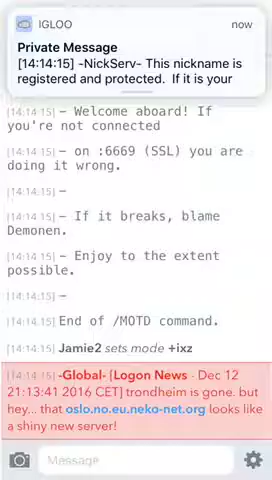 IGLOO now
Private Message
[14:14:15] -NickServ- This nickname is
registered and protected.  If it is your
[14:14:15] - Welcome aboard! If
you're not connected
[14:14:15] - on :6669 (SSL) you are
doing it wrong.
[14:14:15] -
[14:14:15] - If it breaks, blame
Demonen.
[14:14:15] - Enjoy to the extent
possible.
[14:14:15] -
[14:14:15] End of /MOTD command.
[14:14:15] Jamie2 sets mode +ixz
[14:14:15] -Global- [Logon News - Dec 12
21:13:41 2016 CET] trondheim is gone. but
hey... that oslo.no.eu.neko-net.org looks like
a shiny new server!
Message